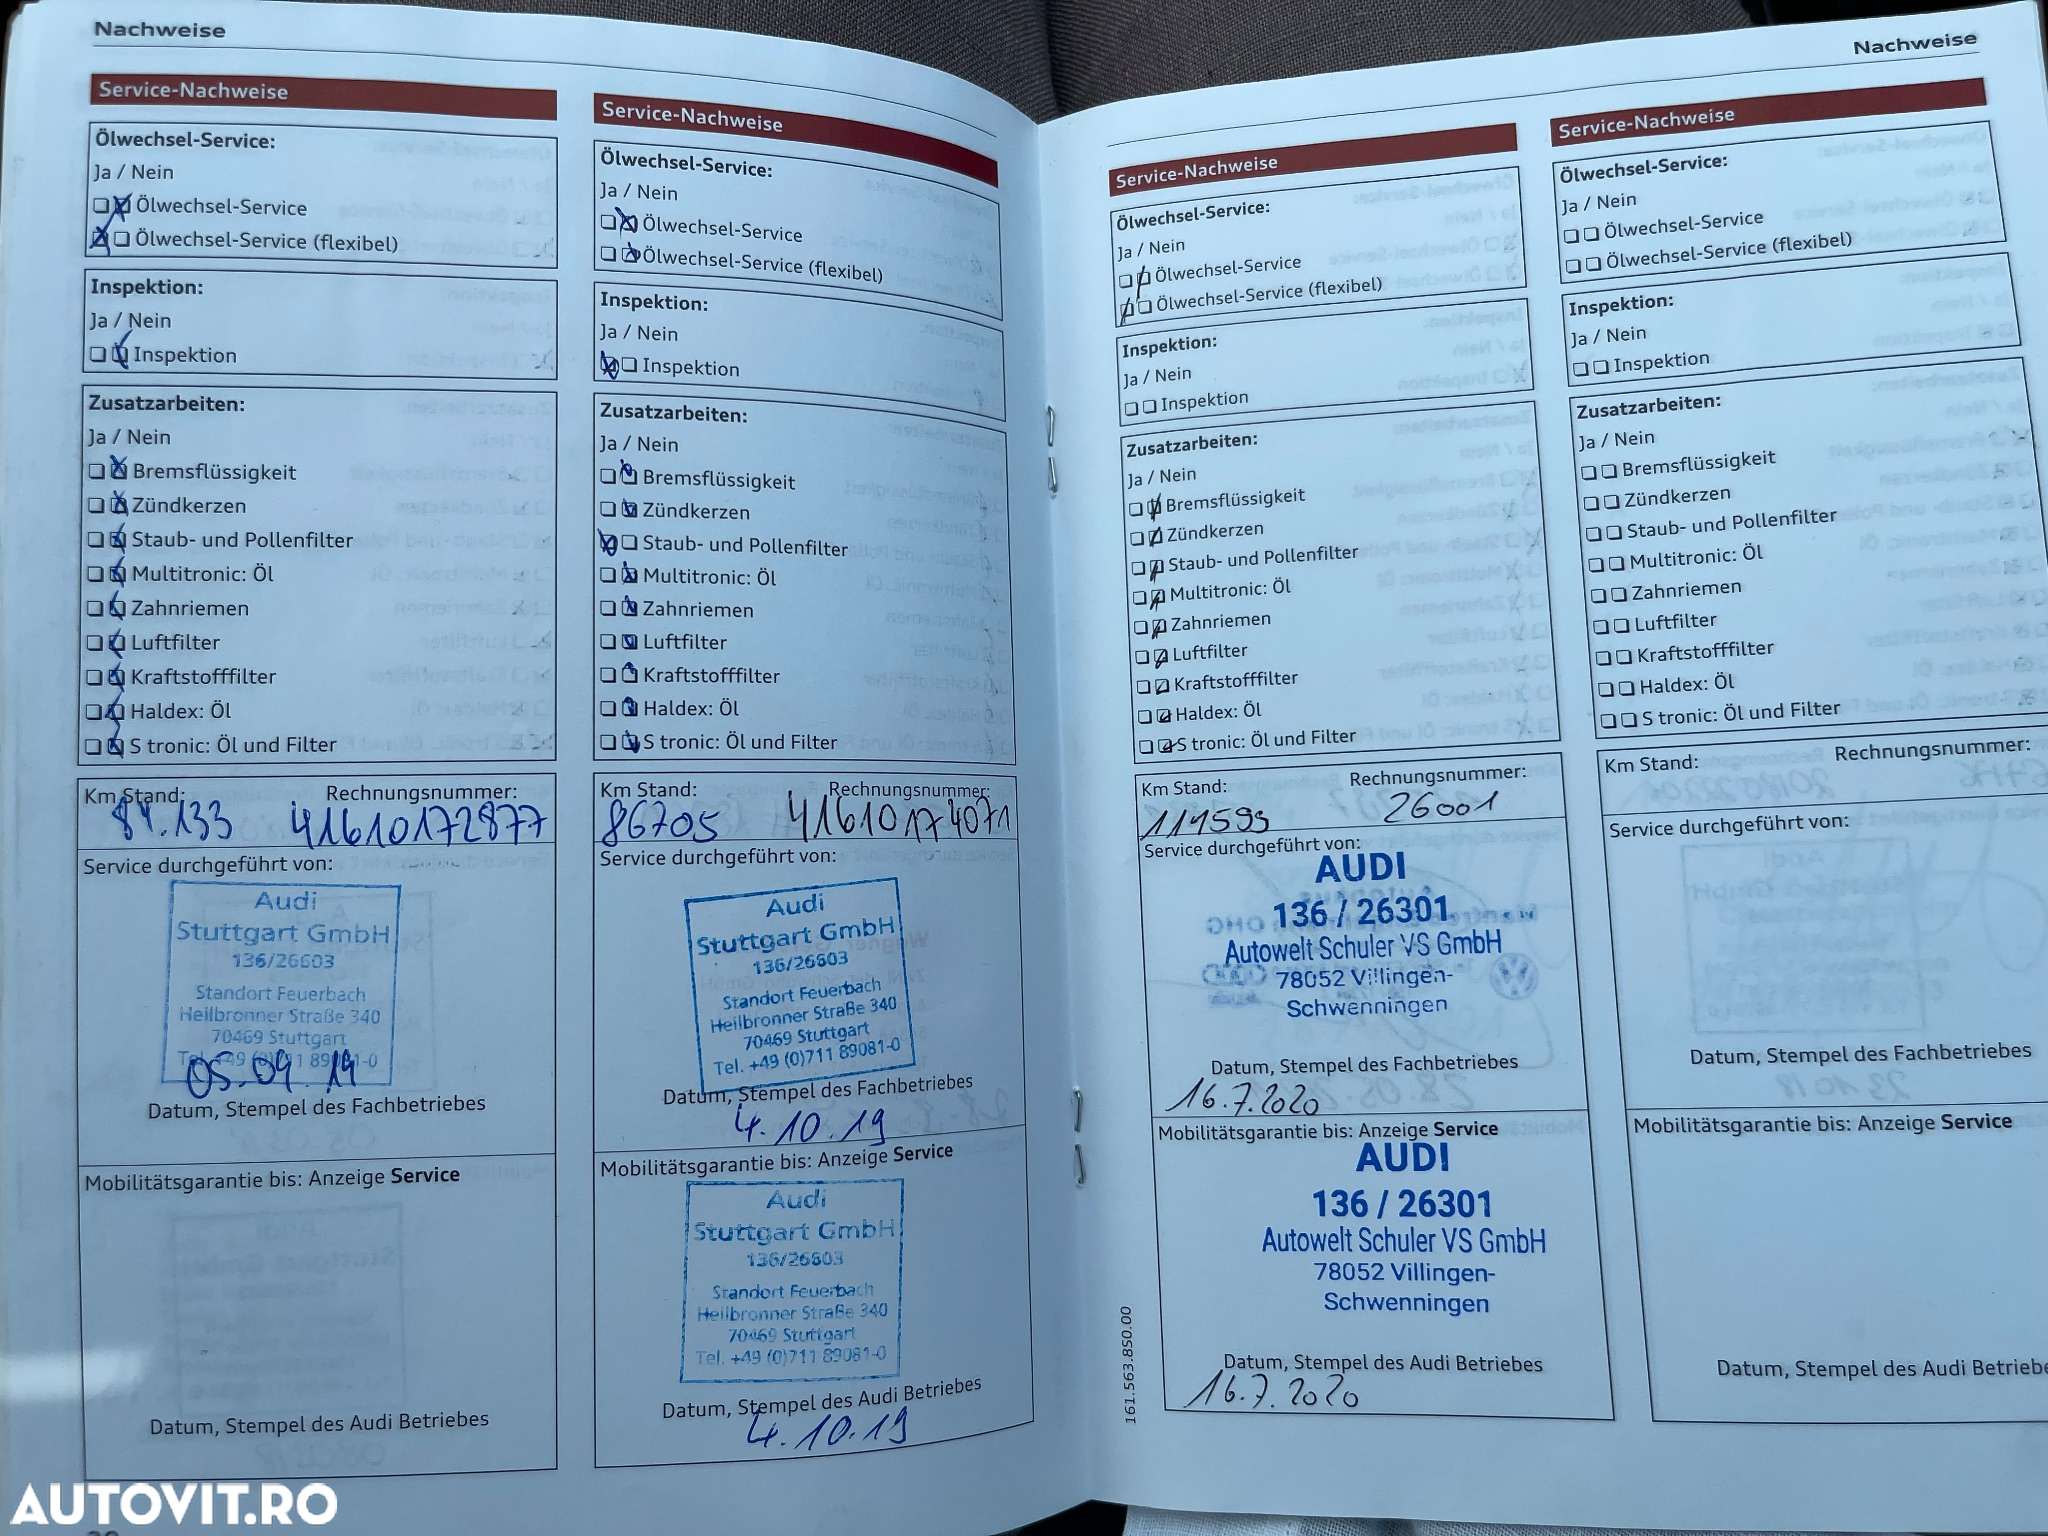 Nachweise
Service-Nachweise
Ölwechsel-Service:
Ja / Nein
Ölwechsel-Service
Ölwechsel-Service (flexibel)
Inspektion:
Ja / Nein
Inspektion
Zusatzarbeiten:
Ja / Nein
Bremsflüssigkeit
Zündkerzen
Staub- und Pollenfilter
Multitronic: Öl
Zahnriemen
Luftfilter
Kraftstofffilter
Haldex: Öl
S tronic: Öl und Filter
Km Stand: Rechnungsnummer:
84.133 41610172877
Service durchgeführt von:
Audi
Stuttgart GmbH
136/26603
Standort Feuerbach
Heilbronner Straße 340
70469 Stuttgart
Tel. +49 (0)711 89081-0
05.09.19
Datum, Stempel des Fachbetriebes
Mobilitätsgarantie bis: Anzeige Service
Datum, Stempel des Audi Betriebes
Service-Nachweise
Ölwechsel-Service:
Ja / Nein
Ölwechsel-Service
Ölwechsel-Service (flexibel)
Inspektion:
Ja / Nein
Inspektion
Zusatzarbeiten:
Ja / Nein
Bremsflüssigkeit
Zündkerzen
Staub- und Pollenfilter
Multitronic: Öl
Zahnriemen
Luftfilter
Kraftstofffilter
Haldex: Öl
S tronic: Öl und Filter
Km Stand: Rechnungsnummer:
86705 41610174071
Service durchgeführt von:
Audi
Stuttgart GmbH
136/26603
Standort Feuerbach
Heilbronner Straße 340
70469 Stuttgart
Tel. +49 (0)711 89081-0
Datum, Stempel des Fachbetriebes
4.10.19
Mobilitätsgarantie bis: Anzeige Service
Audi
Stuttgart GmbH
136/26603
Standort Feuerbach
Heilbronner Straße 340
70469 Stuttgart
Tel. +49 (0)711 89081-0
Datum, Stempel des Audi Betriebes
4.10.19
Nachweise
Service-Nachweise
Ölwechsel-Service:
Ja / Nein
Ölwechsel-Service
Ölwechsel-Service (flexibel)
Inspektion:
Ja / Nein
Inspektion
Zusatzarbeiten:
Ja / Nein
Bremsflüssigkeit
Zündkerzen
Staub- und Pollenfilter
Multitronic: Öl
Zahnriemen
Luftfilter
Kraftstofffilter
Haldex: Öl
S tronic: Öl und Filter
Km Stand: Rechnungsnummer:
114593 26001
Service durchgeführt von:
AUDI
136 / 26301
Autowelt Schuler VS GmbH
78052 Villingen-
Schwenningen
Datum, Stempel des Fachbetriebes
16.7.2020
Mobilitätsgarantie bis: Anzeige Service
AUDI
136 / 26301
Autowelt Schuler VS GmbH
78052 Villingen-
Schwenningen
Datum, Stempel des Audi Betriebes
16.7.2020
161.563.850.00
Service-Nachweise
Ölwechsel-Service:
Ja / Nein
Ölwechsel-Service
Ölwechsel-Service (flexibel)
Inspektion:
Ja / Nein
Inspektion
Zusatzarbeiten:
Ja / Nein
Bremsflüssigkeit
Zündkerzen
Staub- und Pollenfilter
Multitronic: Öl
Zahnriemen
Luftfilter
Kraftstofffilter
Haldex: Öl
S tronic: Öl und Filter
Km Stand: Rechnungsnummer:
Service durchgeführt von:
Datum, Stempel des Fachbetriebes
Mobilitätsgarantie bis: Anzeige Service
Datum, Stempel des Audi Betriebe
AUTOVIT.RO